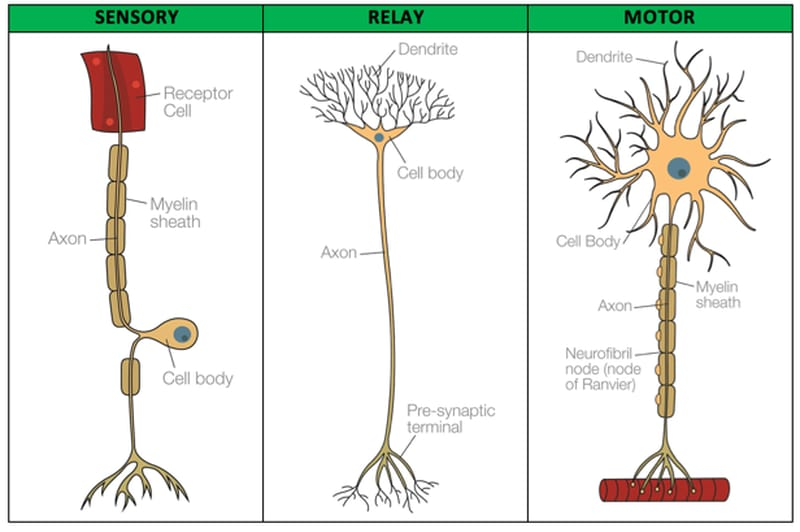 SENSORY
RELAY
MOTOR
Receptor
Cell
Myelin
sheath
Axon
Cell body
Dendrite
Cell body
Axon
Pre-synaptic
terminal
Dendrite
Cell Body
Myelin
sheath
Axon
Neurofibril
node (node
of Ranvier)